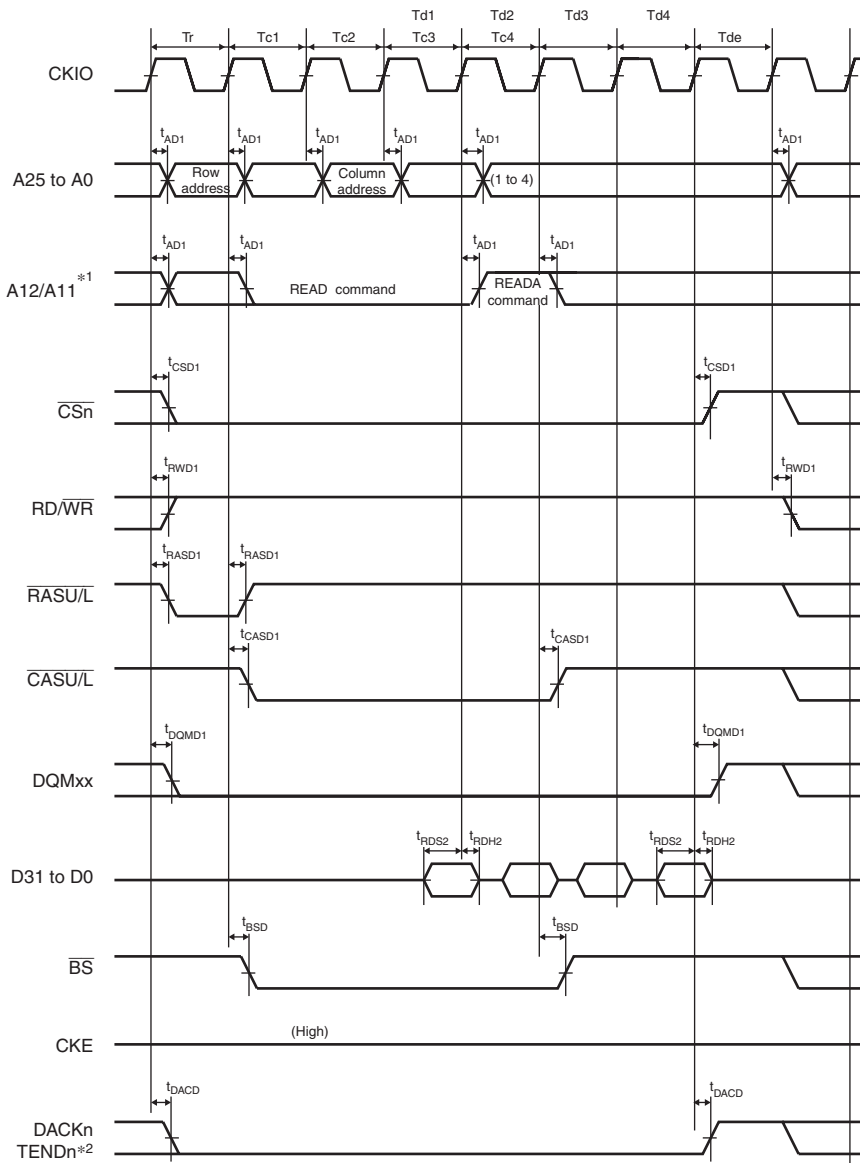 Td1 Td2 Td3 Td4
Tr Tc1 Tc2 Tc3 Tc4 Tde
CKIO
tAD1 tAD1 tAD1 tAD1 tAD1 tAD1
A25 to A0
Row address
Column address
(1 to 4)
tAD1 tAD1 tAD1 tAD1
A12/A11*1
READ command
READA command
tCSD1 tCSD1
CSn
tRWD1 tRWD1
RD/WR
tRASD1 tRASD1
RASU/L
tCASD1 tCASD1
CASU/L
tDQMD1 tDQMD1
DQMxx
tRDS2 tRDH2 tRDS2 tRDH2
D31 to D0
tBSD tBSD
BS
(High)
CKE
tDACD tDACD
DACKn
TENDn*2